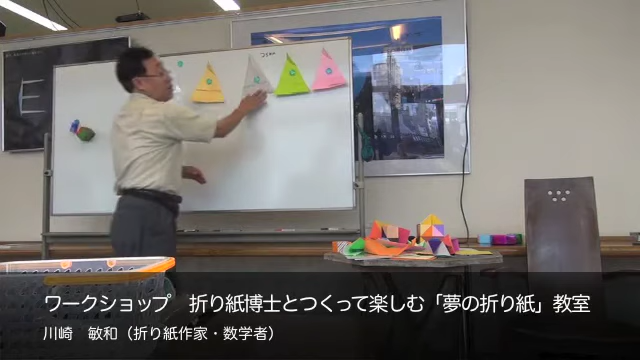 ワークショップ　折り紙博士とつくって楽しむ「夢の折り紙」教室
川崎　敏和（折り紙作家・数学者）